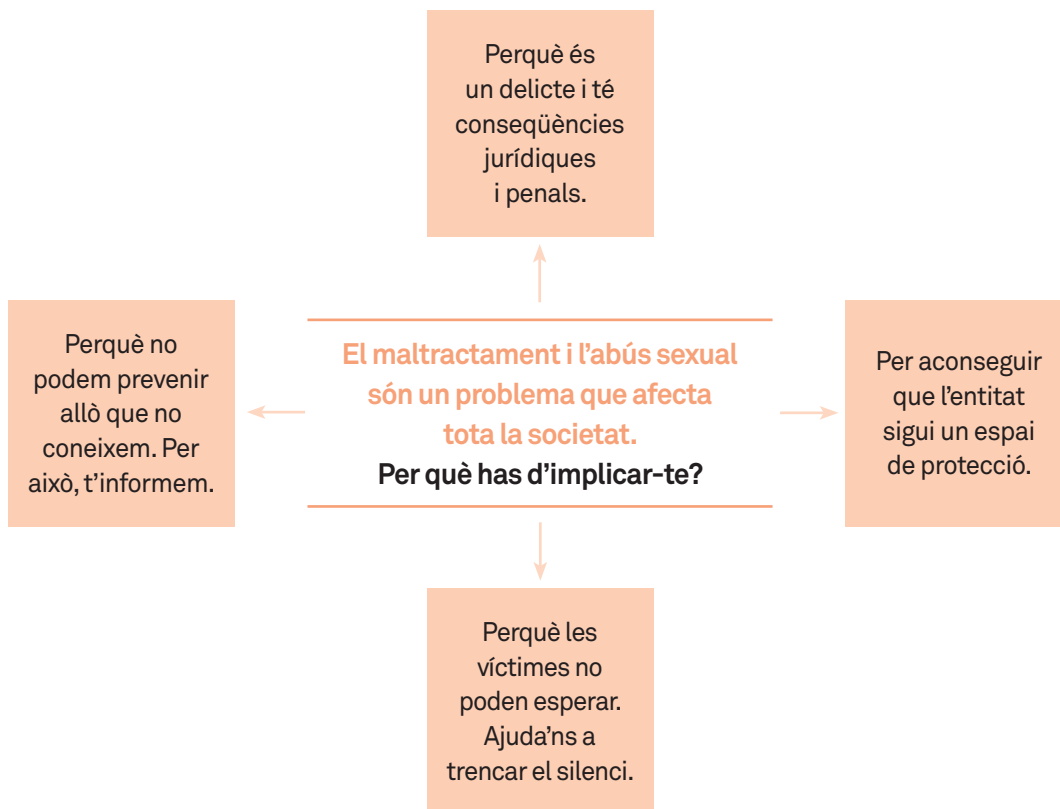 Perquè és
un delicte i té
conseqüències
jurídiques
i penals.
Perquè no
podem prevenir
allò que no
coneixem. Per
això, t’informem.
El maltractament i l’abús sexual
són un problema que afecta
tota la societat.
Per què has d’implicar-te?
Per aconseguir
que l’entitat
sigui un espai
de protecció.
Perquè les
víctimes no
poden esperar.
Ajuda’ns a
trencar el silenci.